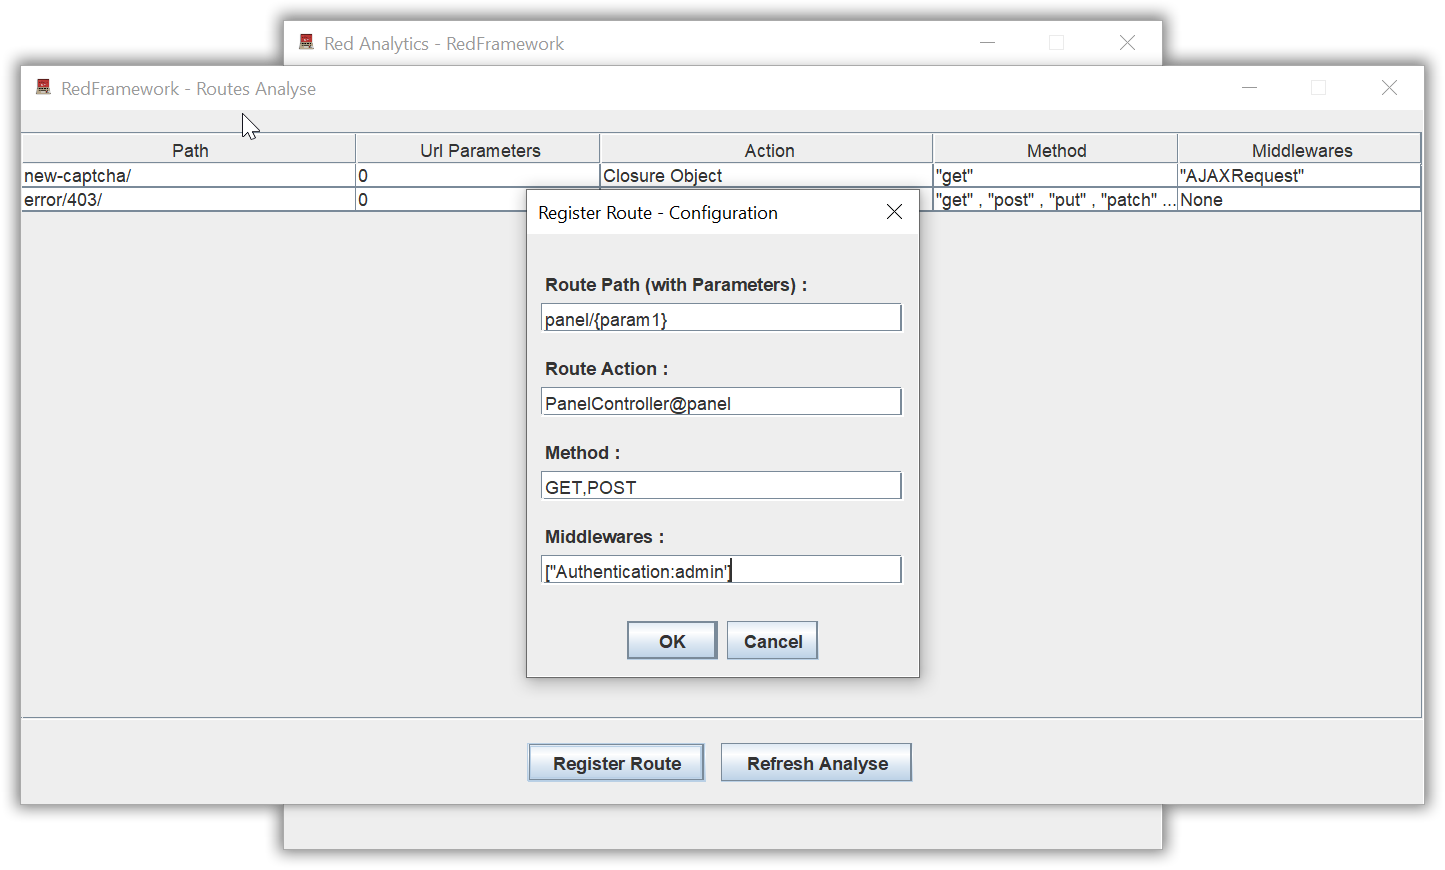 Red Analytics - RedFramework
RedFramework - Routes Analyse
Path Url Parameters Action Method Middlewares
new-captcha/ 0 Closure Object "get" "AJAXRequest"
error/403/ 0 "get" , "post" , "put" , "patch" ... None
Register Route - Configuration
Route Path (with Parameters) :
panel/{param1}
Route Action :
PanelController@panel
Method :
GET,POST
Middlewares :
["Authentication:admin"]
OK Cancel
Register Route Refresh Analyse